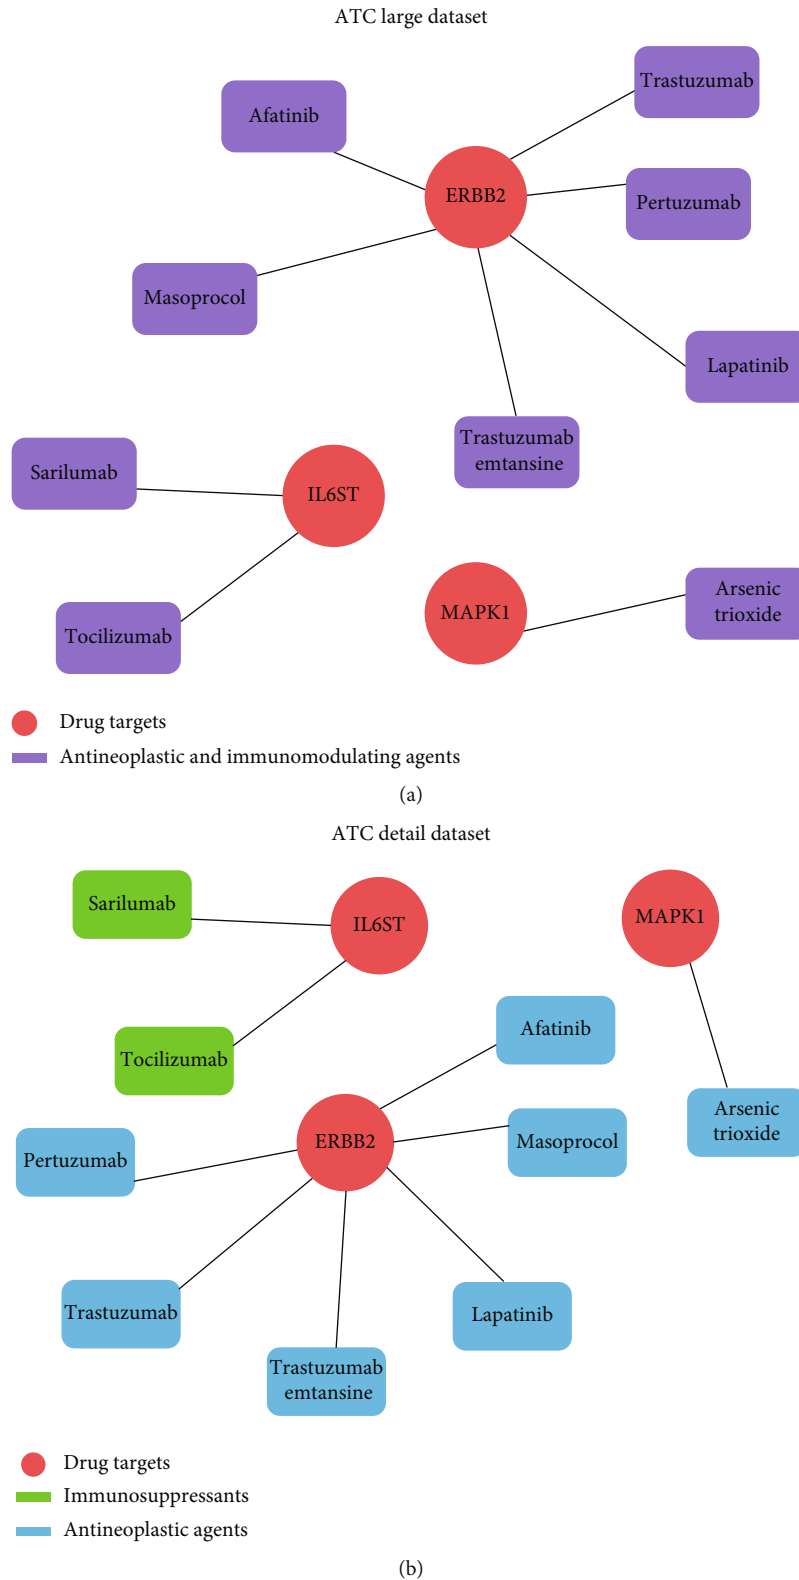 ATC large dataset
Trastuzumab
Afatinib
ERBB2
Pertuzumab
Masoprocol
Lapatinib
Trastuzumab
emtansine
Sarilumab
IL6ST
Arsenic
trioxide
MAPK1
Tocilizumab
Drug targets
Antineoplastic and immunomodulating agents
(a)
ATC detail dataset
Sarilumab
IL6ST
MAPK1
Afatinib
Tocilizumab
Arsenic
trioxide
ERBB2
Masoprocol
Pertuzumab
Trastuzumab
Lapatinib
Trastuzumab
emtansine
Drug targets
Immunosuppressants
Antineoplastic agents
(b)